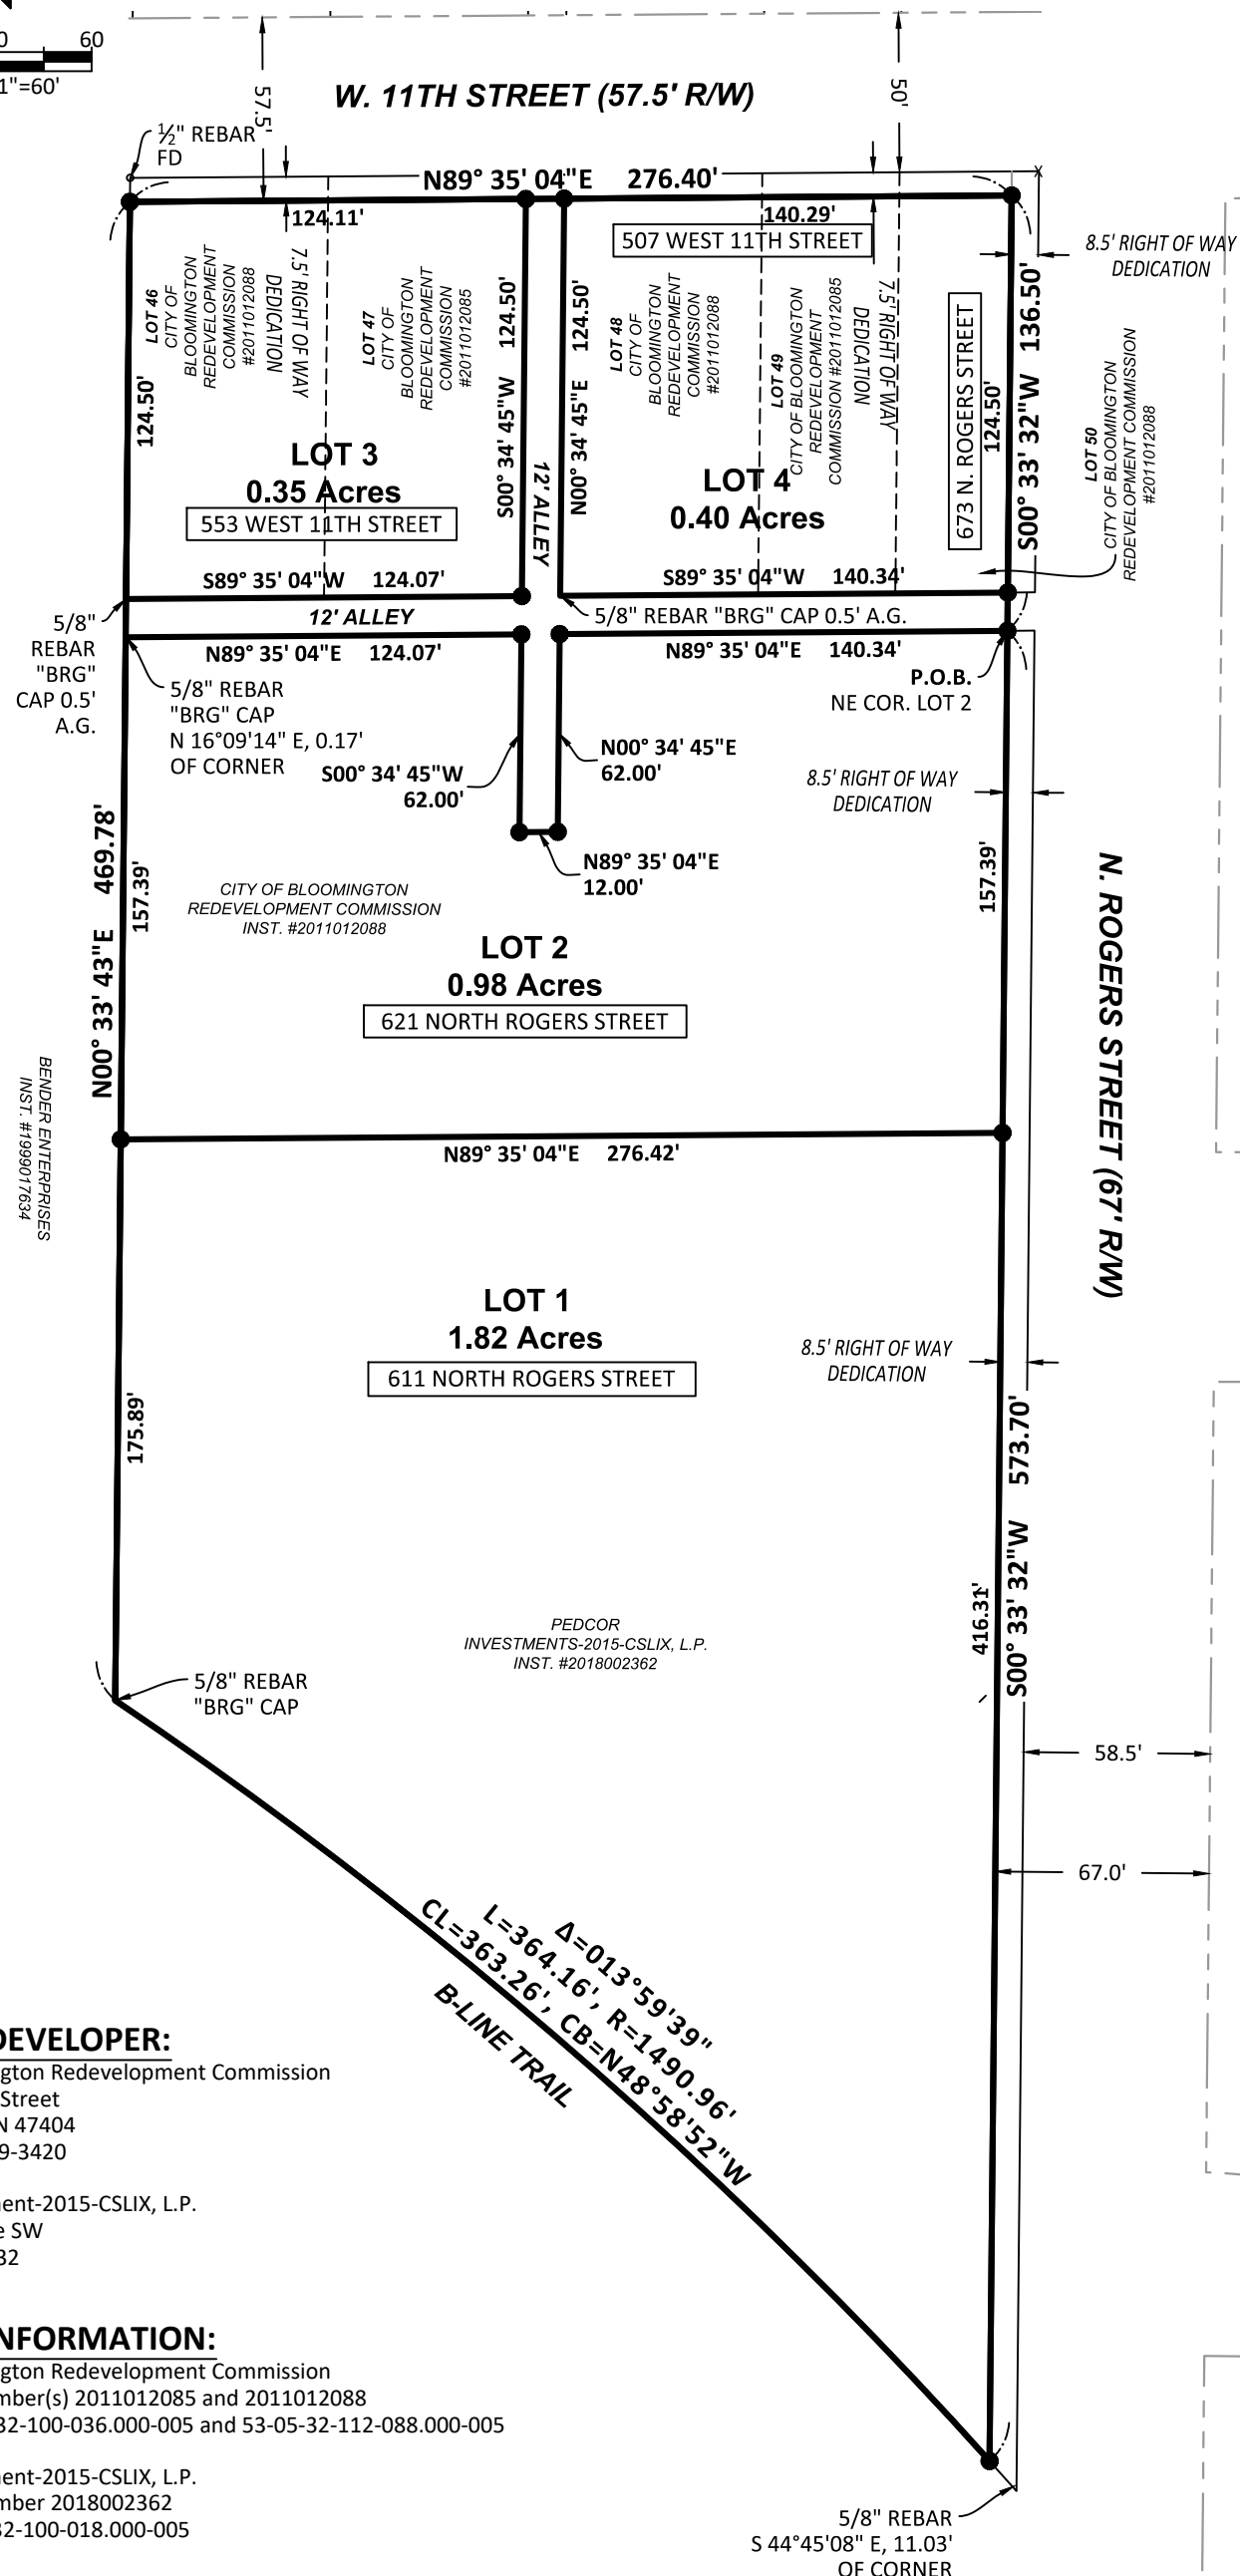 60
1"=60'
57.5'
W. 11TH STREET (57.5' R/W)
50'
½" REBAR
FD
N89° 35' 04"E 276.40'
124.11'
140.29'
507 WEST 11TH STREET
8.5' RIGHT OF WAY
DEDICATION
LOT 46
CITY OF
BLOOMINGTON
REDEVELOPMENT
COMMISSION
#2011012088
7.5' RIGHT OF WAY
DEDICATION
LOT 47
CITY OF
BLOOMINGTON
REDEVELOPMENT
COMMISSION
#2011012085
S00° 34' 45"W 124.50'
12' ALLEY
N00° 34' 45"E 124.50'
LOT 48
CITY OF
BLOOMINGTON
REDEVELOPMENT
COMMISSION
#2011012088
LOT 49
CITY OF BLOOMINGTON
REDEVELOPMENT
COMMISSION #2011012085
7.5' RIGHT OF WAY
DEDICATION
673 N. ROGERS STREET
124.50'
S00° 33' 32"W 136.50'
LOT 50
CITY OF BLOOMINGTON
REDEVELOPMENT COMMISSION
#2011012088
124.50'
LOT 3
0.35 Acres
553 WEST 11TH STREET
LOT 4
0.40 Acres
S89° 35' 04"W 124.07'
S89° 35' 04"W 140.34'
12' ALLEY
5/8" REBAR "BRG" CAP 0.5' A.G.
5/8"
REBAR
"BRG"
CAP 0.5'
A.G.
N89° 35' 04"E 124.07'
N89° 35' 04"E 140.34'
P.O.B.
NE COR. LOT 2
5/8" REBAR
"BRG" CAP
N 16°09'14" E, 0.17'
OF CORNER
S00° 34' 45"W
62.00'
N00° 34' 45"E
62.00'
8.5' RIGHT OF WAY
DEDICATION
N89° 35' 04"E
12.00'
N00° 33' 43"E 469.78'
157.39'
157.39'
CITY OF BLOOMINGTON
REDEVELOPMENT COMMISSION
INST. #2011012088
LOT 2
0.98 Acres
621 NORTH ROGERS STREET
N. ROGERS STREET (67' R/W)
BENDER ENTERPRISES
INST. #1999017634
N89° 35' 04"E 276.42'
LOT 1
1.82 Acres
611 NORTH ROGERS STREET
8.5' RIGHT OF WAY
DEDICATION
175.89'
S00° 33' 32"W 573.70'
416.31'
PEDCOR
INVESTMENTS-2015-CSLIX, L.P.
INST. #2018002362
5/8" REBAR
"BRG" CAP
58.5'
67.0'
Δ=013°59'39"
L=364.16', R=1490.96'
CL=363.26', CB=N48°58'52"W
B-LINE TRAIL
DEVELOPER:
gton Redevelopment Commission
Street
N 47404
9-3420
ent-2015-CSLIX, L.P.
e SW
32
NFORMATION:
gton Redevelopment Commission
mber(s) 2011012085 and 2011012088
32-100-036.000-005 and 53-05-32-112-088.000-005
ent-2015-CSLIX, L.P.
mber 2018002362
32-100-018.000-005
5/8" REBAR
S 44°45'08" E, 11.03'
OF CORNER